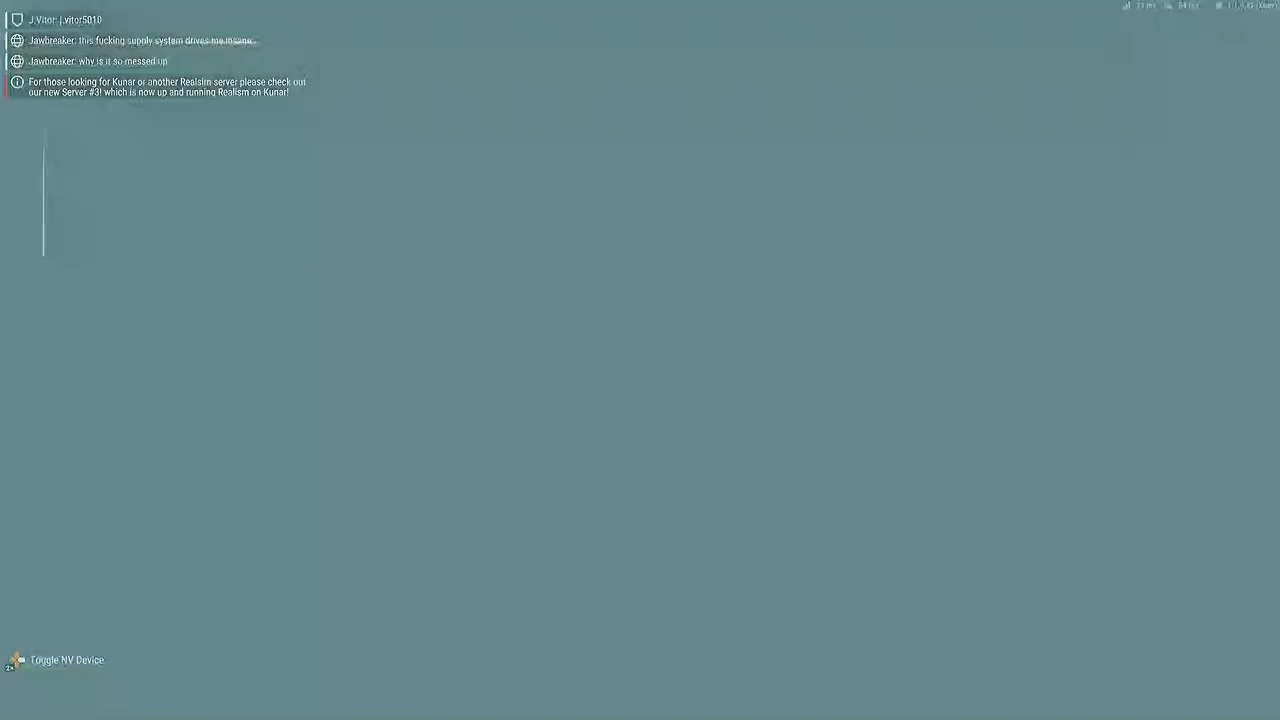 J.Vitor: j.vitor5010
Jawbreaker: this fucking supply system drives me insane
Jawbreaker: why is it so messed up
For those looking for Kunar or another Realsim server please check out
our new Server #3! which is now up and running Realism on Kunar!
2×
Toggle NV Device